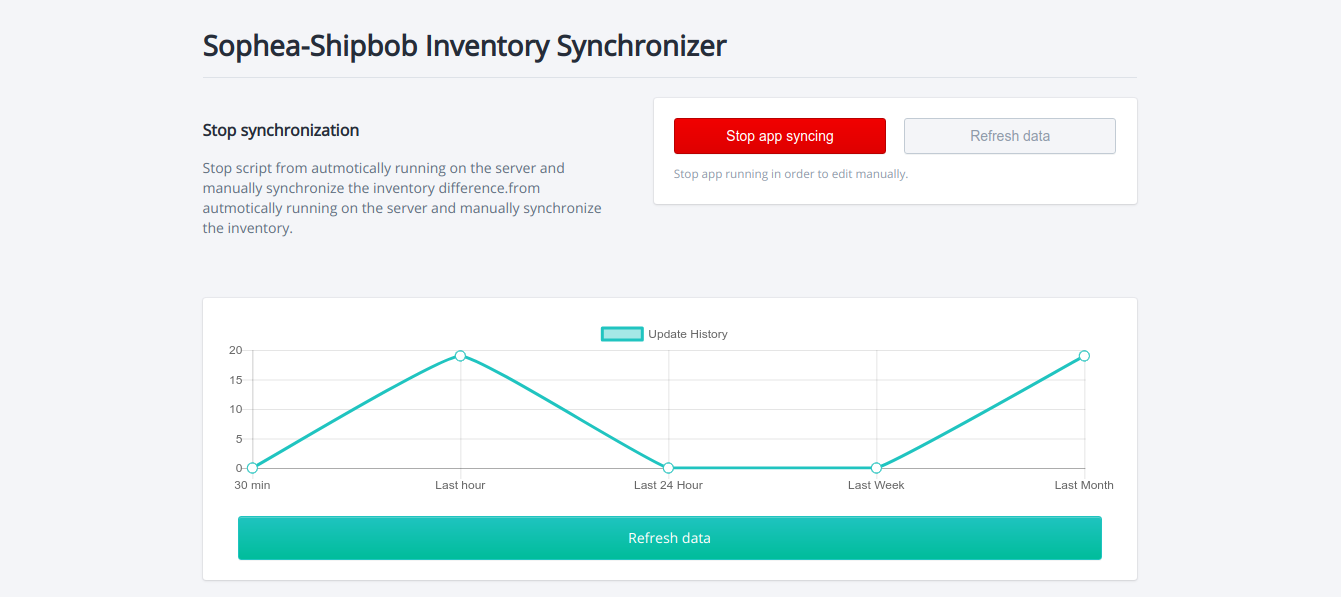 Sophea-Shipbob Inventory Synchronizer
Stop synchronization
Stop script from autmotically running on the server and
manually synchronize the inventory difference.from
autmotically running on the server and manually synchronize
the inventory.
Stop app syncing
Refresh data
Stop app running in order to edit manually.
Update History
20
15
10
5
0
30 min
Last hour
Last 24 Hour
Last Week
Last Month
Refresh data